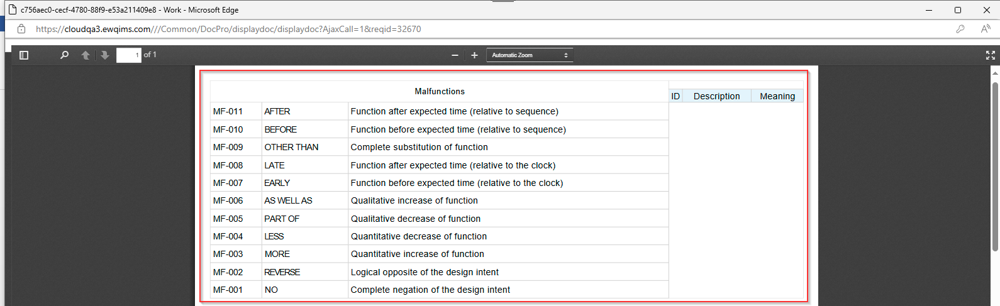 c756aec0-cecf-4780-88f9-e53a211409e8 - Work - Microsoft Edge
https://cloudqa3.ewqims.com///Common/DocPro/displaydoc/displaydoc?AjaxCall=1&reqid=32670
1 of 1 Automatic Zoom
Malfunctions
ID Description Meaning
MF-011 AFTER Function after expected time (relative to sequence)
MF-010 BEFORE Function before expected time (relative to sequence)
MF-009 OTHER THAN Complete substitution of function
MF-008 LATE Function after expected time (relative to the clock)
MF-007 EARLY Function before expected time (relative to the clock)
MF-006 AS WELL AS Qualitative increase of function
MF-005 PART OF Qualitative decrease of function
MF-004 LESS Quantitative decrease of function
MF-003 MORE Quantitative increase of function
MF-002 REVERSE Logical opposite of the design intent
MF-001 NO Complete negation of the design intent